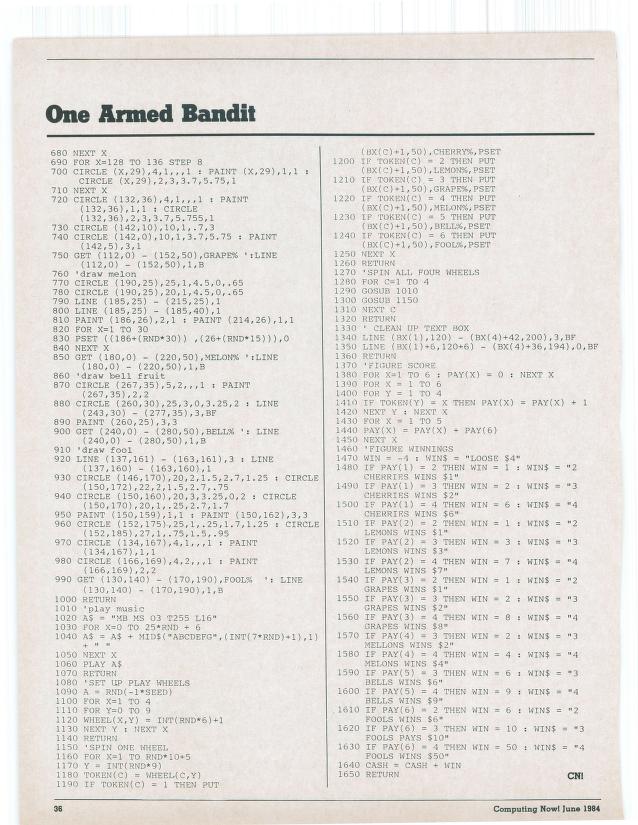 One Armed Bandit
680 NEXT X
690 FOR X=128 TO 136 STEP 8
700 CIRCLE (X,29),4,1,,,1 : PAINT (X,29),1,1 :
CIRCLE (X,29),2,3,3.7,5.75,1
710 NEXT X
720 CIRCLE (132,36),4,1,,,1 : PAINT
(132,36),1,1 : CIRCLE
(132,36),2,3,3.7,5.755,1
730 CIRCLE (142,10),10,1,.7,3
740 CIRCLE (142,0),10,1,3.7,5.75 : PAINT
(142,5),3,1
750 GET (112,0) - (152,50),GRAPE% ':LINE
(112,0) - (152,50),1,B
760 'draw melon
770 CIRCLE (190,25),25,1,4.5,0,.65
780 CIRCLE (190,25),20,1,4.5,0,.65
790 LINE (185,25) - (215,25),1
800 LINE (185,25) - (185,40),1
810 PAINT (186,26),2,1 : PAINT (214,26),1,1
820 FOR X=1 TO 30
830 PSET ((186+(RND*30)) ,(26+(RND*15))),0
840 NEXT X
850 GET (180,0) - (220,50),MELON% ':LINE
(180,0) - (220,50),1,B
860 'draw bell fruit
870 CIRCLE (267,35),5,2,,,1 : PAINT
(267,35),2,2
880 CIRCLE (260,30),25,3,0,3.25,2 : LINE
(243,30) - (277,35),3,BF
890 PAINT (260,25),3,3
900 GET (240,0) - (280,50),BELL% ': LINE
(240,0) - (280,50),1,B
910 'draw fool
920 LINE (137,161) - (163,161),3 : LINE
(137,160) - (163,160),1
930 CIRCLE (146,170),20,2,1.5,2.7,1.25 : CIRCLE
(150,172),22,2,1.5,2.7,.75
940 CIRCLE (150,160),20,3,3.25,0,2 : CIRCLE
(150,170),20,1,.25,2.7,1.7
950 PAINT (150,159),1,1 : PAINT (150,162),3,3
960 CIRCLE (152,175),25,1,.25,1.7,1.25 : CIRCLE
(152,185),27,1,.75,1.5,.95
970 CIRCLE (134,167),4,1,,,1 : PAINT
(134,167),1,1
980 CIRCLE (166,169),4,2,,,1 : PAINT
(166,169),2,2
990 GET (130,140) - (170,190),FOOL% ': LINE
(130,140) - (170,190),1,B
1000 RETURN
1010 'play music
1020 A$ = "MB MS O3 T255 L16"
1030 FOR X=0 TO 25*RND + 6
1040 A$ = A$ + MID$("ABCDEFG",(INT(7*RND)+1),1)
+ " "
1050 NEXT X
1060 PLAY A$
1070 RETURN
1080 'SET UP PLAY WHEELS
1090 A = RND(-1*SEED)
1100 FOR X=1 TO 4
1110 FOR Y=0 TO 9
1120 WHEEL(X,Y) = INT(RND*6)+1
1130 NEXT Y : NEXT X
1140 RETURN
1150 'SPIN ONE WHEEL
1160 FOR X=1 TO RND*10+5
1170 Y = INT(RND*9)
1180 TOKEN(C) = WHEEL(C,Y)
1190 IF TOKEN(C) = 1 THEN PUT
(BX(C)+1,50),CHERRY%,PSET
1200 IF TOKEN(C) = 2 THEN PUT
(BX(C)+1,50),LEMON%,PSET
1210 IF TOKEN(C) = 3 THEN PUT
(BX(C)+1,50),GRAPE%,PSET
1220 IF TOKEN(C) = 4 THEN PUT
(BX(C)+1,50),MELON%,PSET
1230 IF TOKEN(C) = 5 THEN PUT
(BX(C)+1,50),BELL%,PSET
1240 IF TOKEN(C) = 6 THEN PUT
(BX(C)+1,50),FOOL%,PSET
1250 NEXT X
1260 RETURN
1270 'SPIN ALL FOUR WHEELS
1280 FOR C=1 TO 4
1290 GOSUB 1010
1300 GOSUB 1150
1310 NEXT C
1320 RETURN
1330 ' CLEAN UP TEXT BOX
1340 LINE (BX(1),120) - (BX(4)+42,200),3,BF
1350 LINE (BX(1)+6,120+6) - (BX(4)+36,194),0,BF
1360 RETURN
1370 'FIGURE SCORE
1380 FOR X=1 TO 6 : PAY(X) = 0 : NEXT X
1390 FOR X = 1 TO 6
1400 FOR Y = 1 TO 4
1410 IF TOKEN(Y) = X THEN PAY(X) = PAY(X) + 1
1420 NEXT Y : NEXT X
1430 FOR X = 1 TO 5
1440 PAY(X) = PAY(X) + PAY(6)
1450 NEXT X
1460 'FIGURE WINNINGS
1470 WIN = -4 : WIN$ = "LOOSE $4"
1480 IF PAY(1) = 2 THEN WIN = 1 : WIN$ = "2
CHERRIES WINS $1"
1490 IF PAY(1) = 3 THEN WIN = 2 : WIN$ = "3
CHERRIES WINS $2"
1500 IF PAY(1) = 4 THEN WIN = 6 : WIN$ = "4
CHERRIES WINS $6"
1510 IF PAY(2) = 2 THEN WIN = 1 : WIN$ = "2
LEMONS WINS $1"
1520 IF PAY(2) = 3 THEN WIN = 3 : WIN$ = "3
LEMONS WINS $3"
1530 IF PAY(2) = 4 THEN WIN = 7 : WIN$ = "4
LEMONS WINS $7"
1540 IF PAY(3) = 2 THEN WIN = 1 : WIN$ = "2
GRAPES WINS $1"
1550 IF PAY(3) = 3 THEN WIN = 2 : WIN$ = "3
GRAPES WINS $2"
1560 IF PAY(3) = 4 THEN WIN = 8 : WIN$ = "4
GRAPES WINS $8"
1570 IF PAY(4) = 3 THEN WIN = 2 : WIN$ = "3
MELLONS WINS $2"
1580 IF PAY(4) = 4 THEN WIN = 4 : WIN$ = "4
MELONS WINS $4"
1590 IF PAY(5) = 3 THEN WIN = 6 : WIN$ = "3
BELLS WINS $6"
1600 IF PAY(5) = 4 THEN WIN = 9 : WIN$ = "4
BELLS WINS $9"
1610 IF PAY(6) = 2 THEN WIN = 6 : WIN$ = "2
FOOLS WINS $6"
1620 IF PAY(6) = 3 THEN WIN = 10 : WIN$ = "3
FOOLS PAYS $10"
1630 IF PAY(6) = 4 THEN WIN = 50 : WIN$ = "4
FOOLS WINS $50"
1640 CASH = CASH + WIN
1650 RETURN
CN!
36
Computing Now! June 1984